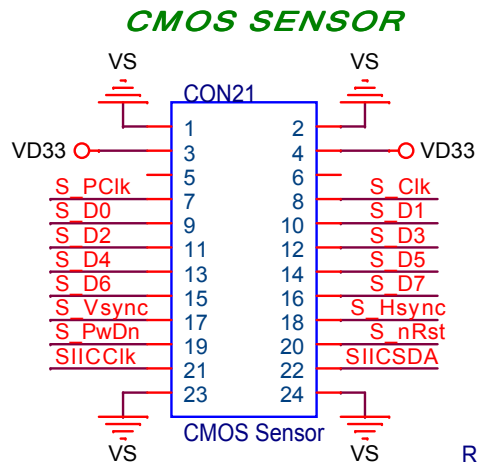 CMOS SENSOR
VS VS
CON21
1 2
VD33 3 4 VD33
5 6
S_PClk 7 8 S_Clk
S_D0 9 10 S_D1
S_D2 11 12 S_D3
S_D4 13 14 S_D5
S_D6 15 16 S_D7
S_Vsync 17 18 S_Hsync
S_PwDn 19 20 S_nRst
SIICClk 21 22 SIICSDA
23 24
CMOS Sensor
VS VS
R